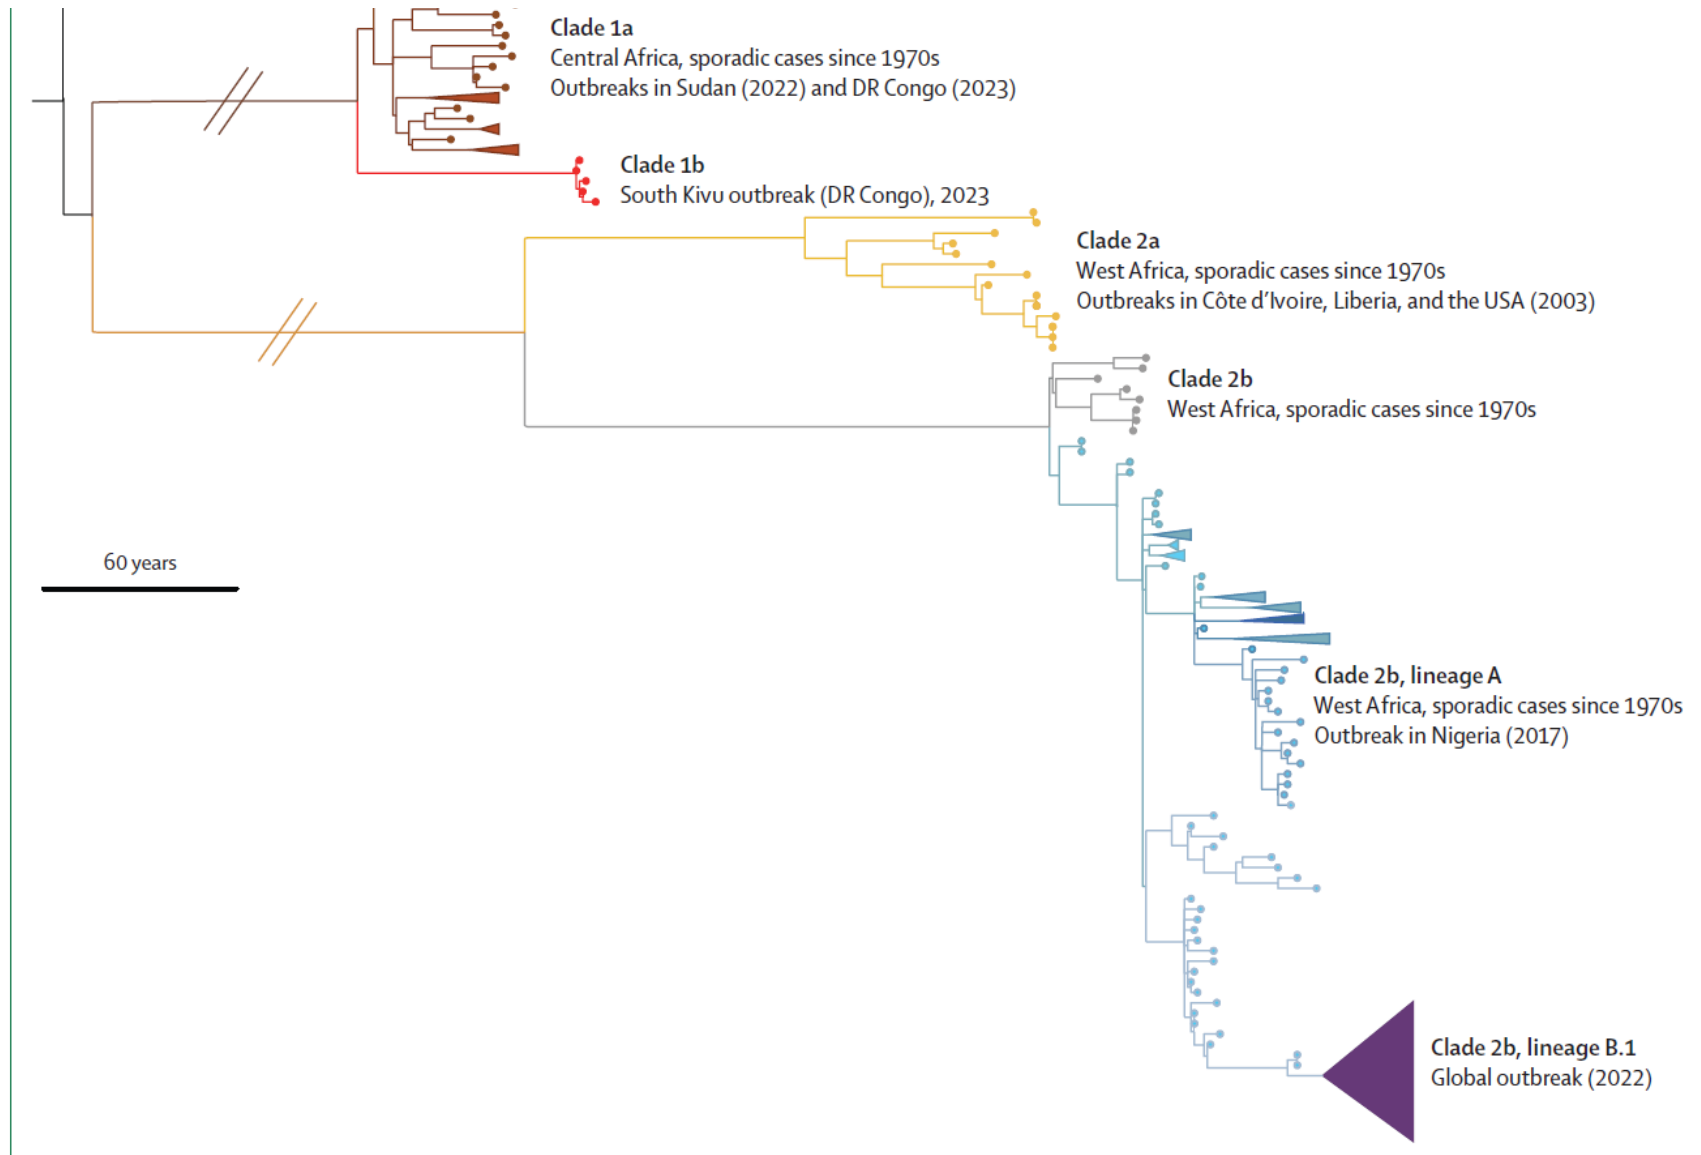 Clade 1a
Central Africa, sporadic cases since 1970s
Outbreaks in Sudan (2022) and DR Congo (2023)
Clade 1b
South Kivu outbreak (DR Congo), 2023
Clade 2a
West Africa, sporadic cases since 1970s
Outbreaks in Côte d’Ivoire, Liberia, and the USA (2003)
Clade 2b
West Africa, sporadic cases since 1970s
60 years
Clade 2b, lineage A
West Africa, sporadic cases since 1970s
Outbreak in Nigeria (2017)
Clade 2b, lineage B.1
Global outbreak (2022)